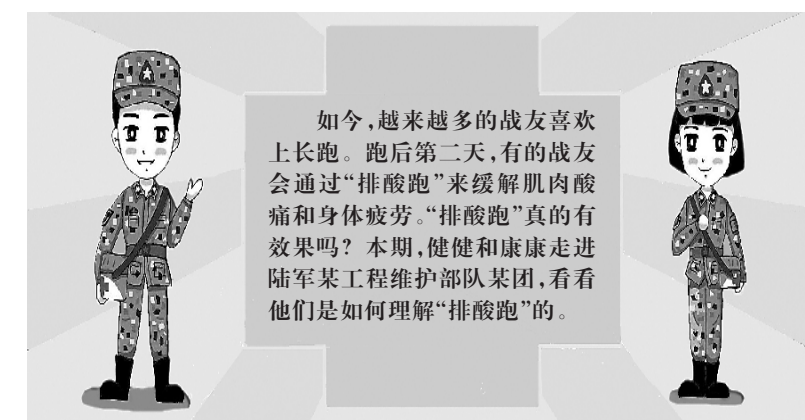 如今,越来越多的战友喜欢
上长跑。跑后第二天,有的战友
会通过“排酸跑”来缓解肌肉酸
痛和身体疲劳。“排酸跑”真的有
效果吗?本期,健健和康康走进
陆军某工程维护部队某团,看看
他们是如何理解“排酸跑”的。